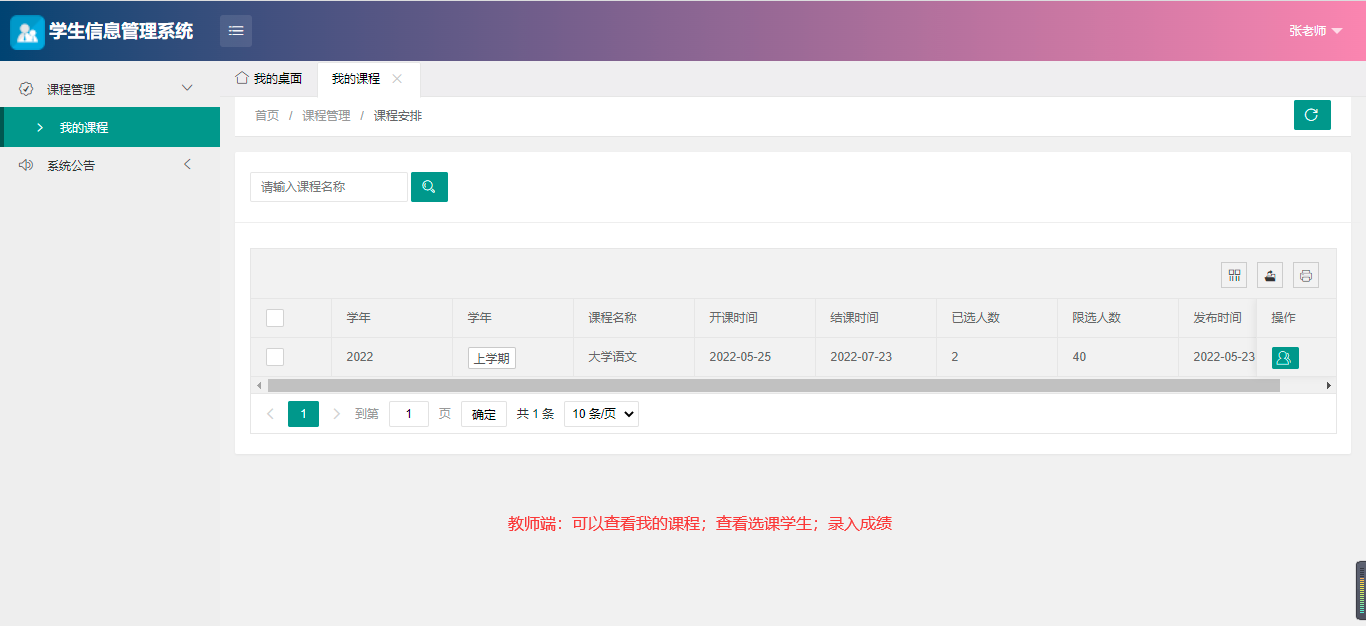 学生信息管理系统
张老师
课程管理
我的课程
系统公告
我的桌面 我的课程
首页 / 课程管理 / 课程安排
请输入课程名称
学年 学年 课程名称 开课时间 结课时间 已选人数 限选人数 发布时间 操作
2022 上学期 大学语文 2022-05-25 2022-07-23 2 40 2022-05-23
1 到第 1 页 确定 共 1 条 10 条/页
教师端：可以查看我的课程；查看选课学生；录入成绩